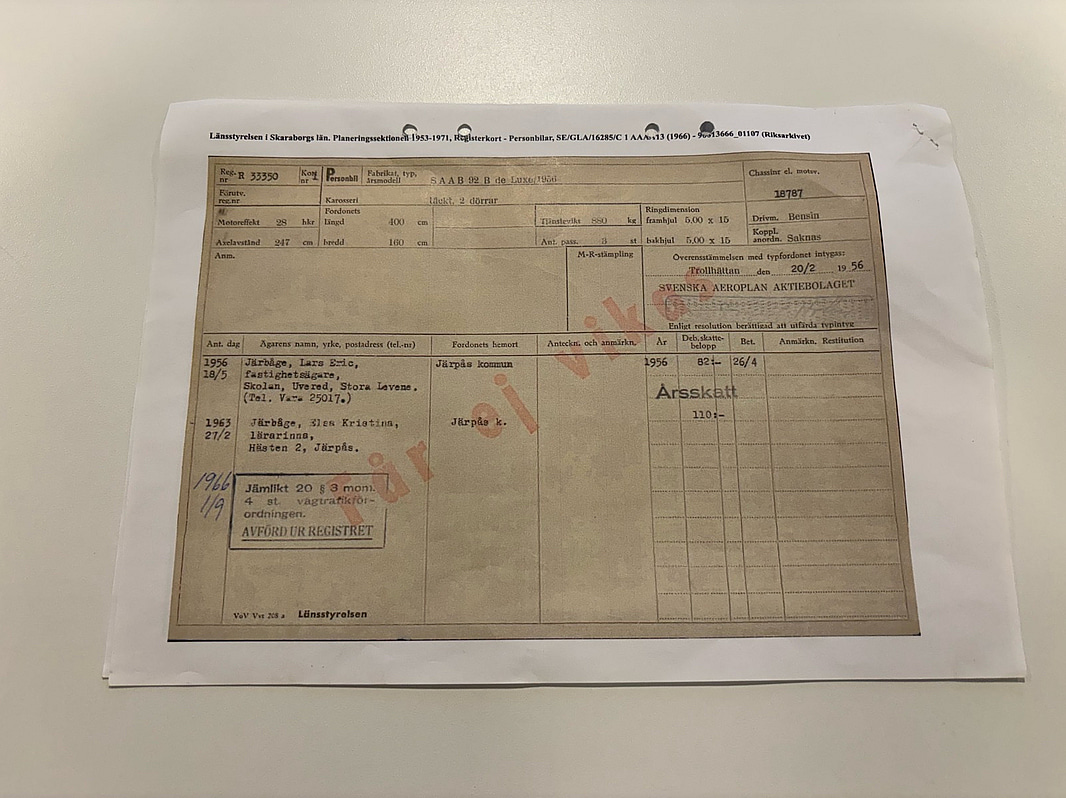 Länsstyrelsen i Skaraborgs län. Planeringssektionen 1953-1971, Registerkort - Personbilar, SE/GLA/16285/C 1 (1966) - (Riksarkivet)
Reg. nr R 33350 Kort nr 1 Personbil Fabrikat, typ, årsmodell SAAB 92 B de Luxe/1956 Chassinr el. motsv.
18787
Förutv. reg.nr Karosseri täckt, 2 dörrar
Motoreffekt 28 hkr Fordonets längd 400 cm Tjänstevikt 880 kg Ringdimension framhjul 5.00 x 15 Drivm. Bensin
Axelavstånd 247 cm bredd 160 cm Ant. pass. 3 st bakhjul 5.00 x 15 Koppl. anordn. Saknas
Anm. M-R-stämpling Överensstämmelsen med typfordonet intygas:
Trollhättan den 20/2 1956
SVENSKA AEROPLAN AKTIEBOLAGET
Enligt resolution berättigad att utfärda typintyg
Ant. dag Ägarens namn, yrke, postadress (tel.-nr) Fordonets hemort Anteckn. och anmärkn. År Deb. skatte-belopp Bet. Anmärkn. Restitution
1956 Järbåge, Lars Eric, Järpås kommun 1956 82:- 26/4
18/5 fastighetsägare,
Skolan, Uvered, Stora Levene.
(Tel. Vara 25017.)
Årsskatt
110:-
1963 Järbåge, Elsa Kristina, Järpås k.
27/2 lärarinna,
Hästen 2, Järpås.
Får ej vikas
1966
1/9
Jämlikt 20 § 3 mom.
4 st. vägtrafikför-
ordningen.
AVFÖRD UR REGISTRET
VoV Vxt 208 a Länsstyrelsen